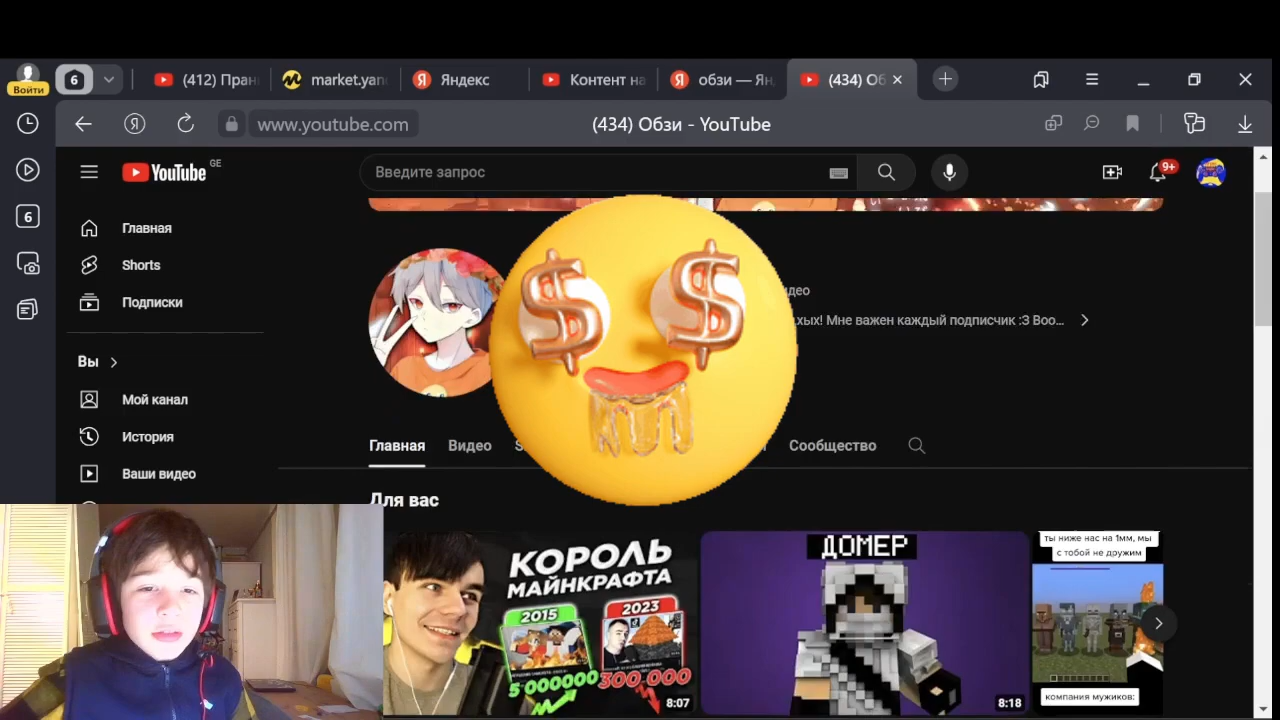 Войти
6
(412) Пран
market.yan
Яндекс
Контент на
обзи — Ян
(434) Об
www.youtube.com
(434) Обзи - YouTube
6
YouTube
GE
Введите запрос
9+
Главная
Shorts
Подписки
Вы
Мой канал
История
Ваши видео
део
хых! Мне важен каждый подписчик :З Boo...
Главная
Видео
S
Сообщество
Для вас
КОРОЛЬ
МАЙНКРАФТА
2015
2023
5 000000
300.000
8:07
ДОМЕР
8:18
ты ниже нас на 1мм, мы
с тобой не дружим
компания мужиков: